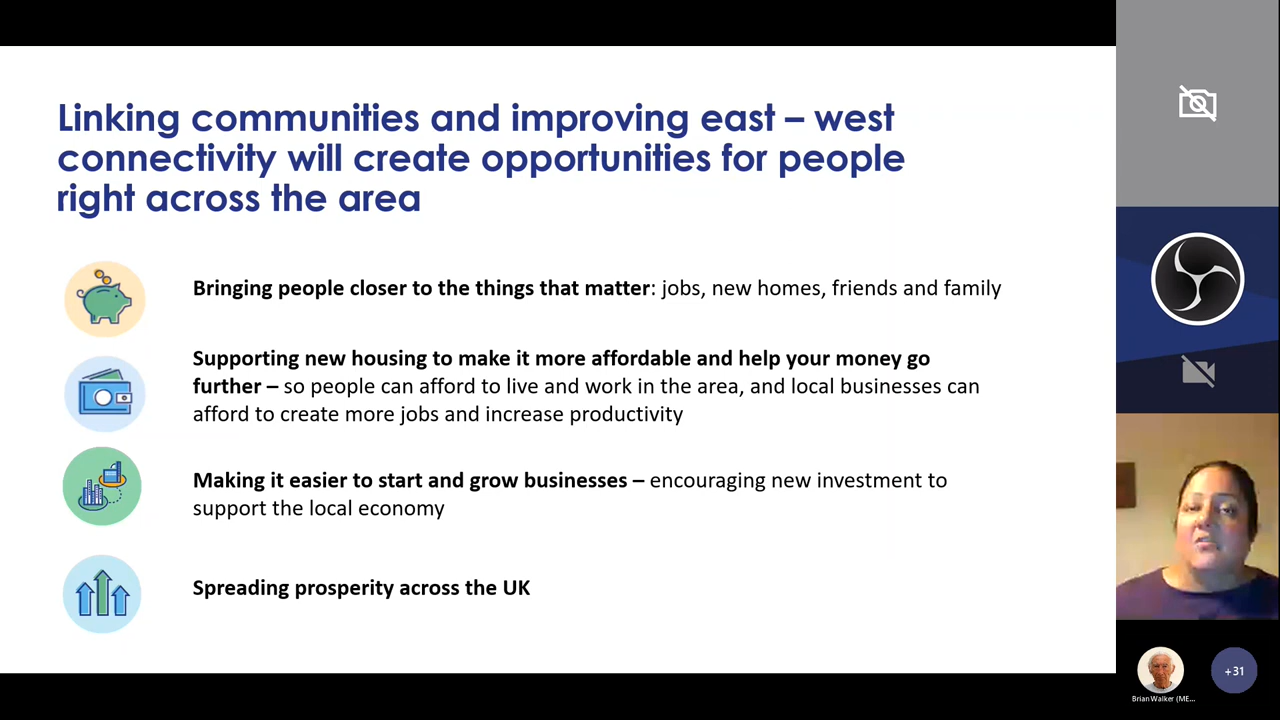 Linking communities and improving east – west
connectivity will create opportunities for people
right across the area
Bringing people closer to the things that matter: jobs, new homes, friends and family
Supporting new housing to make it more affordable and help your money go
further – so people can afford to live and work in the area, and local businesses can
afford to create more jobs and increase productivity
Making it easier to start and grow businesses – encouraging new investment to
support the local economy
Spreading prosperity across the UK
Brian Walker (ME...
+31